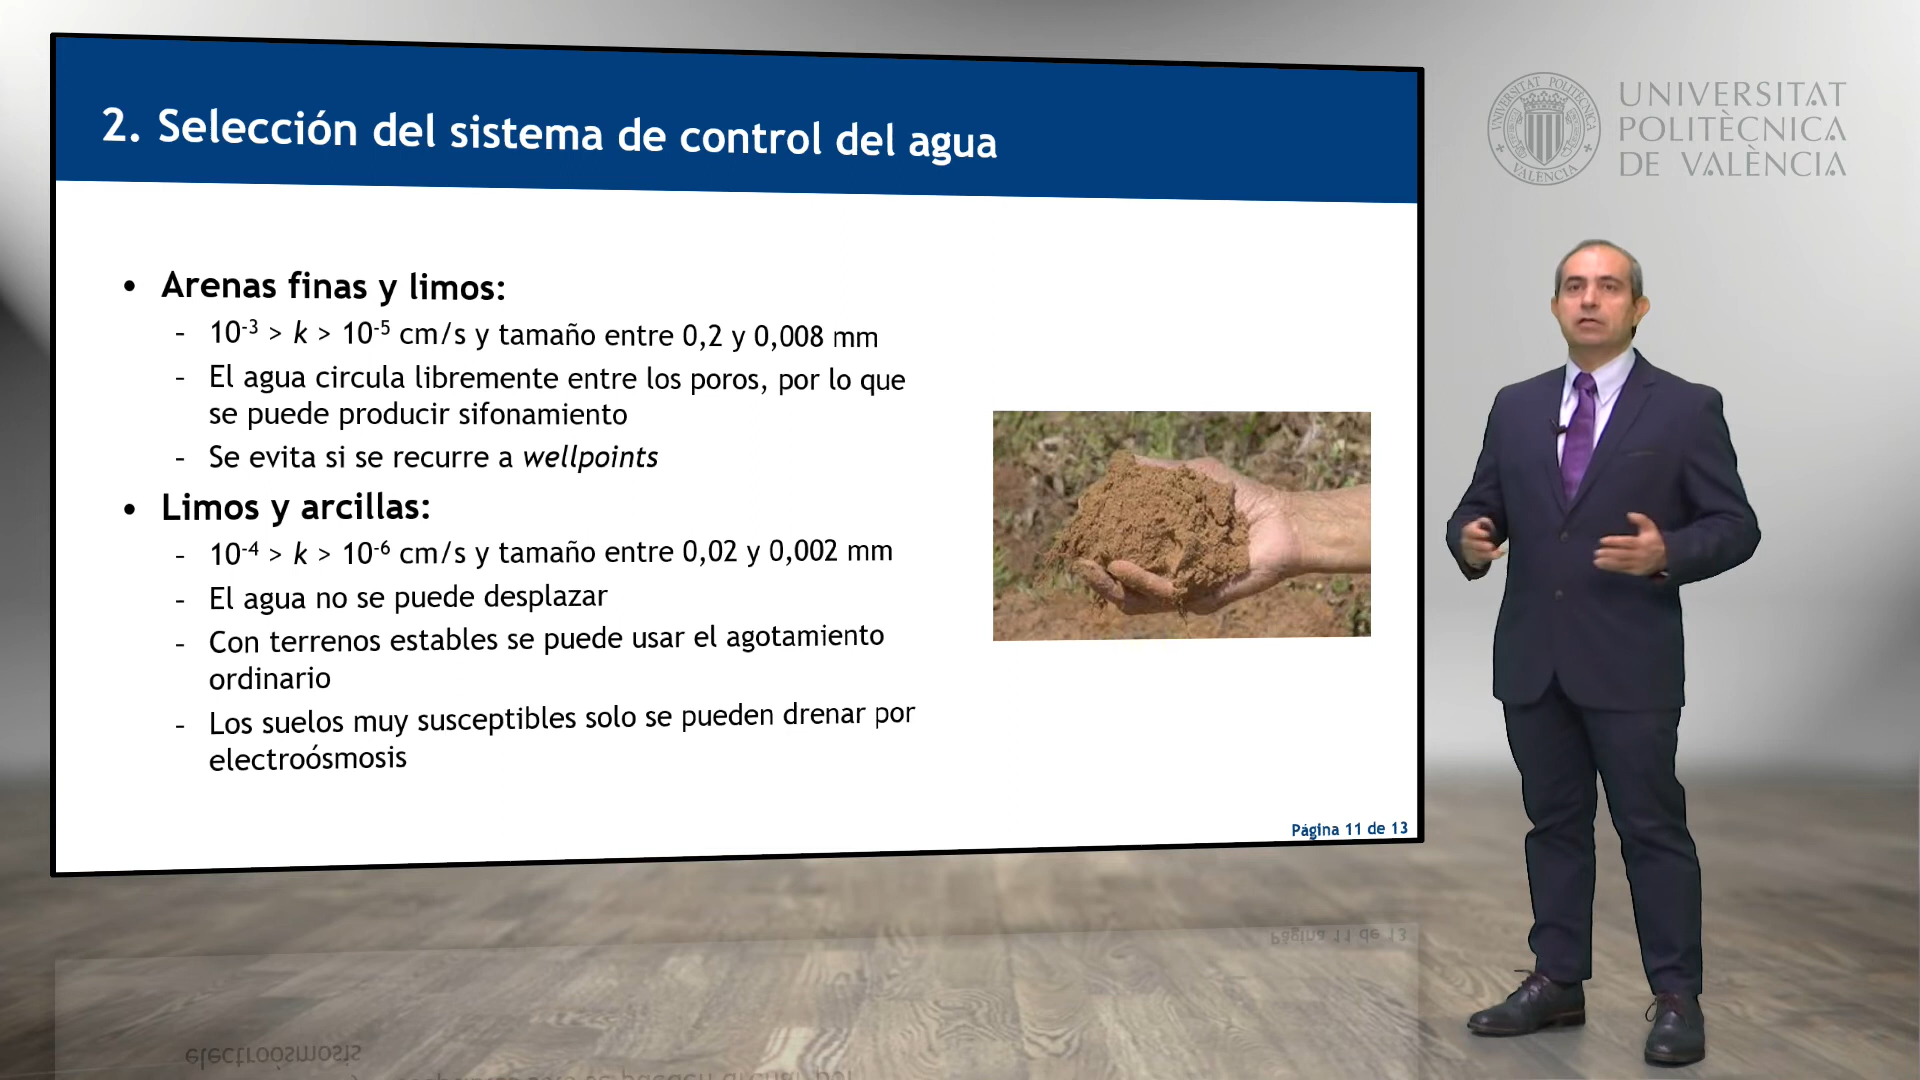 2. Selección del sistema de control del agua
UNIVERSITAT
POLITÈCNICA
DE VALÈNCIA
• Arenas finas y limos:
- 10⁻³ > k > 10⁻⁵ cm/s y tamaño entre 0,2 y 0,008 mm
- El agua circula libremente entre los poros, por lo que
se puede producir sifonamiento
- Se evita si se recurre a wellpoints
• Limos y arcillas:
- 10⁻⁴ > k > 10⁻⁶ cm/s y tamaño entre 0,02 y 0,002 mm
- El agua no se puede desplazar
- Con terrenos estables se puede usar el agotamiento
ordinario
- Los suelos muy susceptibles solo se pueden drenar por
electroósmosis
Página 11 de 13